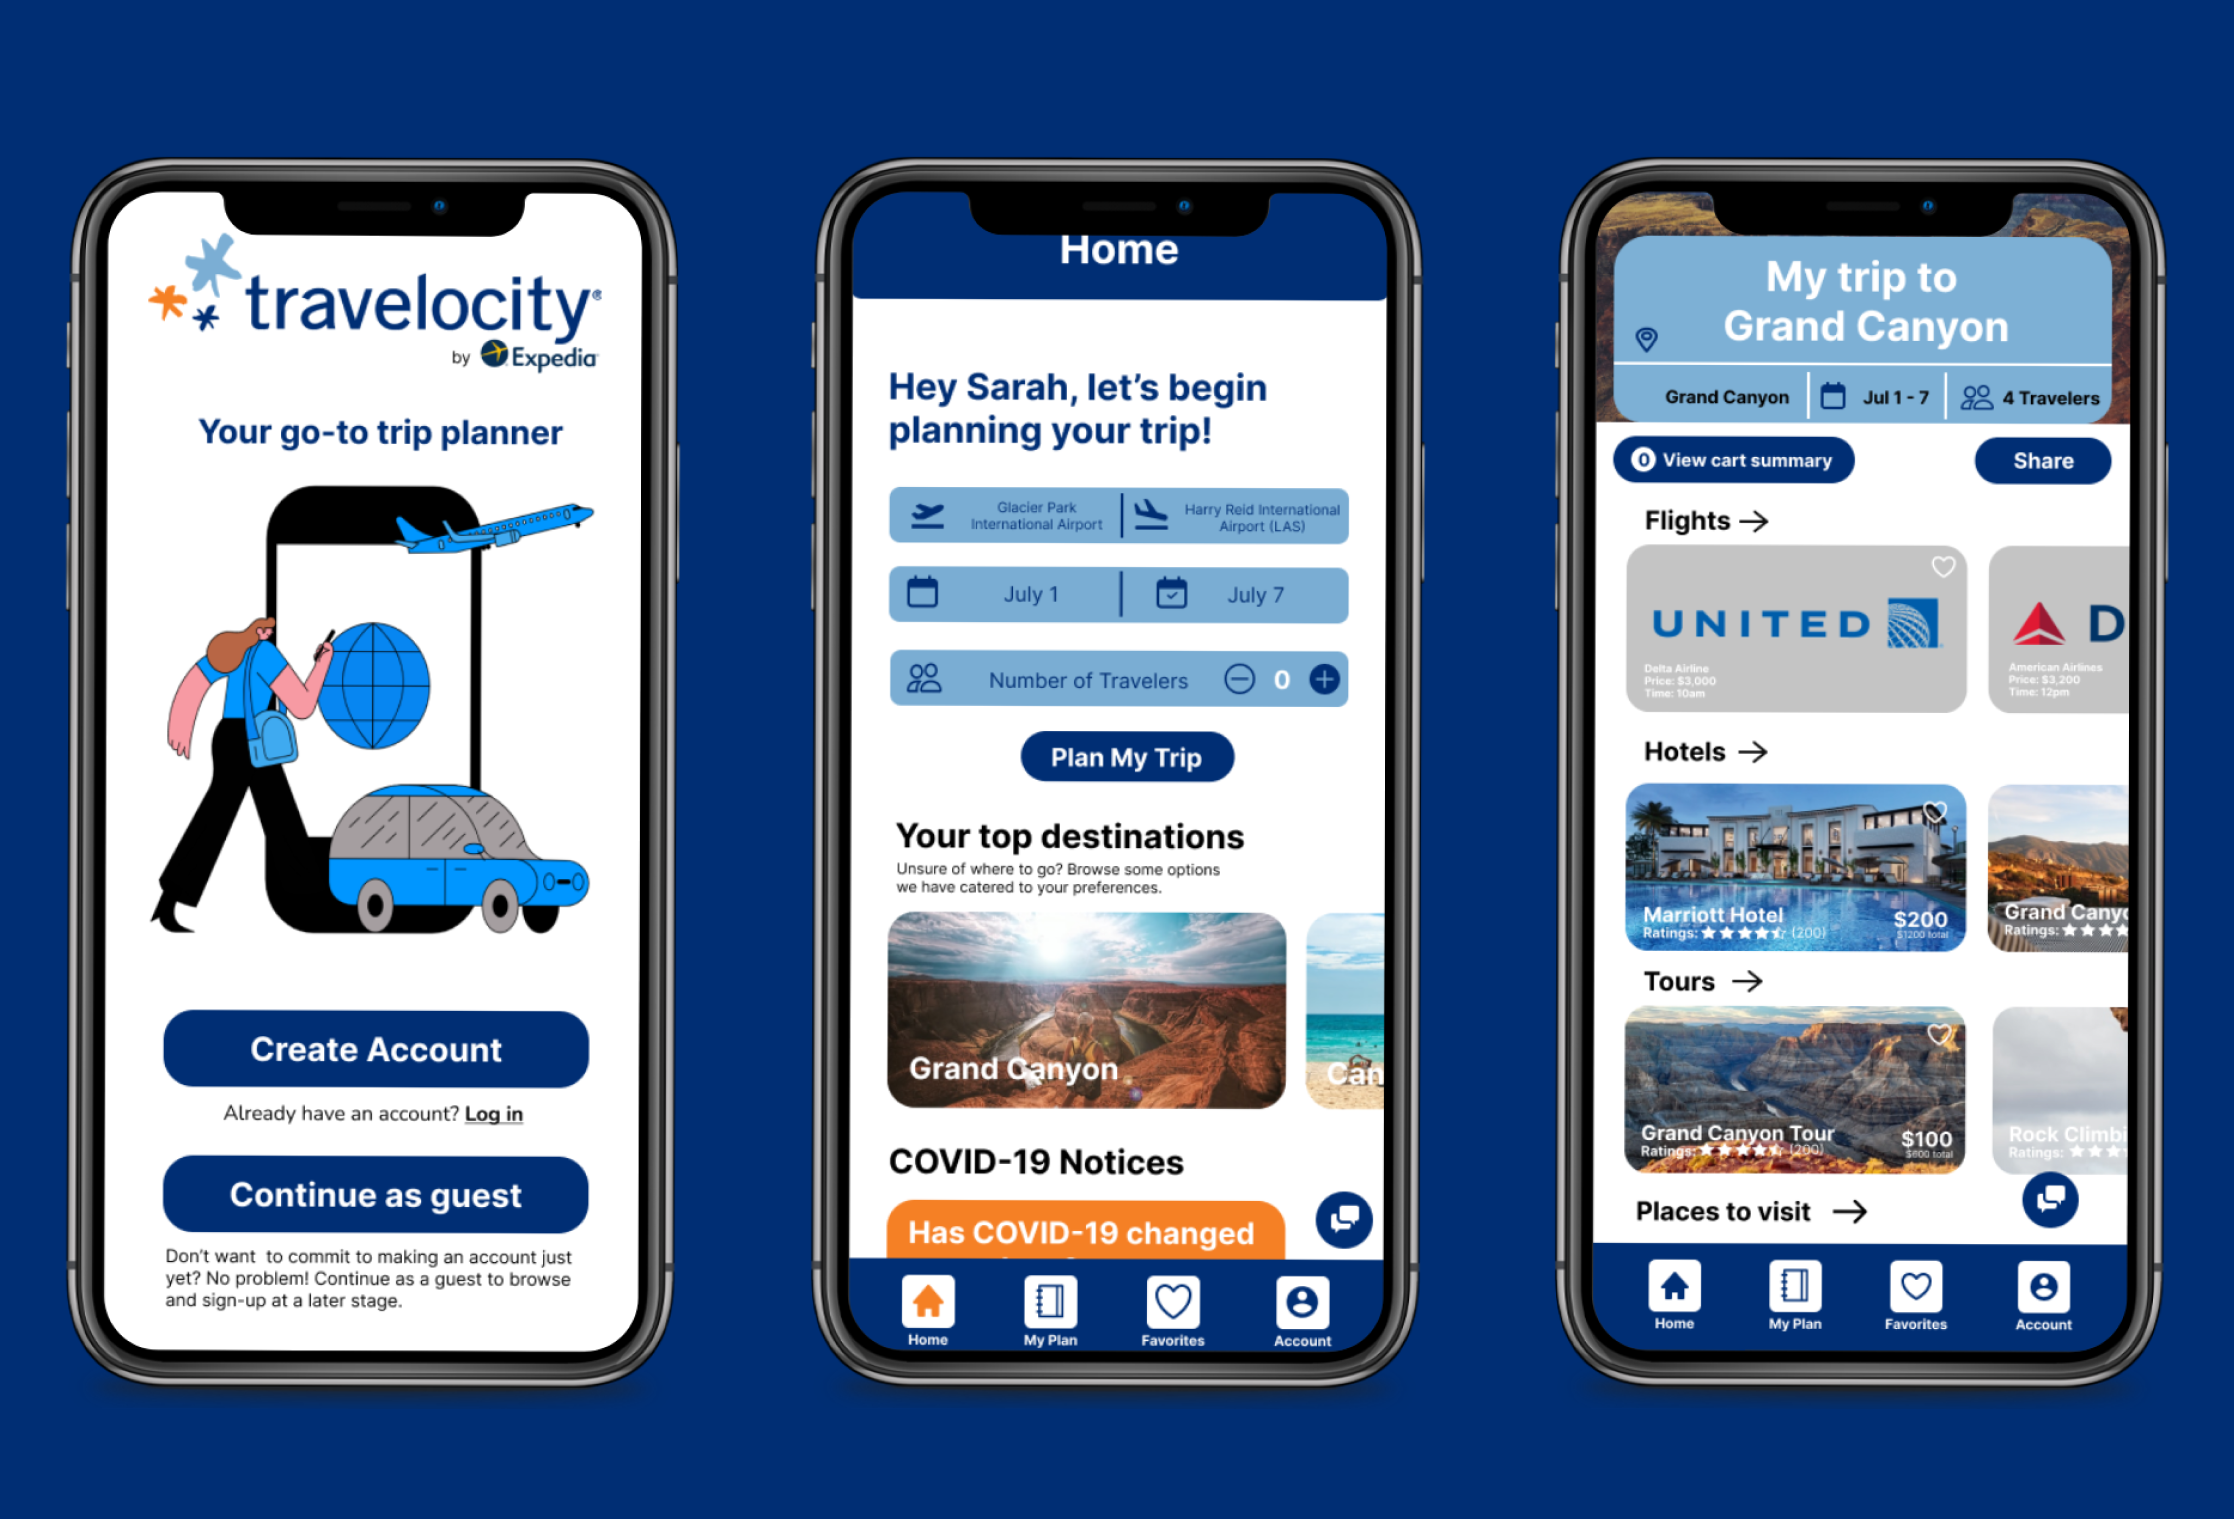 travelocity®
by Expedia
Your go-to trip planner
Create Account
Already have an account? Log in
Continue as guest
Don't want to commit to making an account just
yet? No problem! Continue as a guest to browse
and sign-up at a later stage.
Home
Hey Sarah, let's begin
planning your trip!
Glacier Park
International Airport
Harry Reid International
Airport (LAS)
July 1
July 7
Number of Travelers
0
Plan My Trip
Your top destinations
Unsure of where to go? Browse some options
we have catered to your preferences.
Grand Canyon
Can
COVID-19 Notices
Has COVID-19 changed
Home
My Plan
Favorites
Account
My trip to
Grand Canyon
Grand Canyon
Jul 1 - 7
4 Travelers
0 View cart summary
Share
Flights
UNITED
Delta Airline
Price: $3,000
Time: 10am
D
American Airlines
Price: $3,200
Time: 12pm
Hotels
Marriott Hotel
Ratings: (200)
$200
$1200 total
Grand Canyo
Ratings:
Tours
Grand Canyon Tour
Ratings: (200)
$100
$600 total
Rock Climbi
Ratings:
Places to visit
Home
My Plan
Favorites
Account